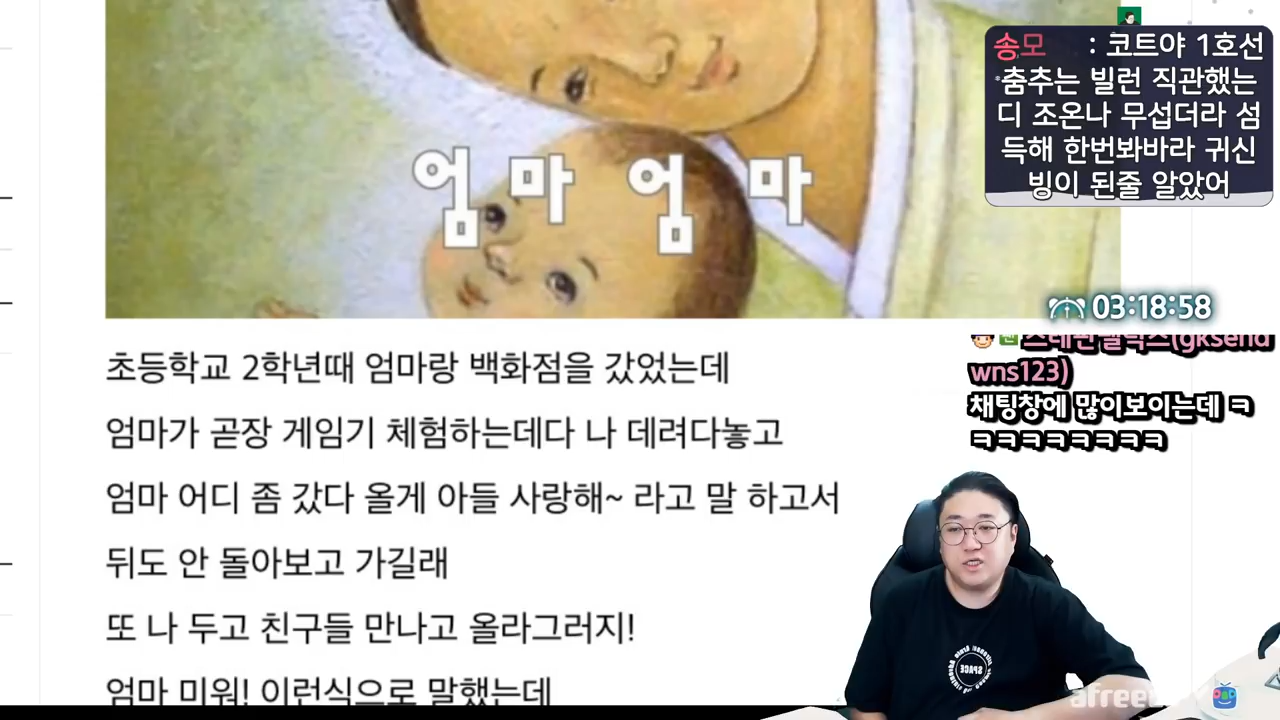 송모 : 코트야 1호선
춤추는 빌런 직관했는
디 조온나 무섭더라 섬
득해 한번봐바라 귀신
빙이 된줄 알았어
엄마 엄마
03:18:58
wns123)
채팅창에 많이보이는데 ㅋ
ㅋㅋㅋㅋㅋㅋㅋㅋ
초등학교 2학년때 엄마랑 백화점을 갔었는데
엄마가 곧장 게임기 체험하는데다 나 데려다놓고
엄마 어디 좀 갔다 올게 아들 사랑해~ 라고 말 하고서
뒤도 안 돌아보고 가길래
또 나 두고 친구들 만나고 올라그러지!
엄마 미워! 이런식으로 말했는데
SPACE